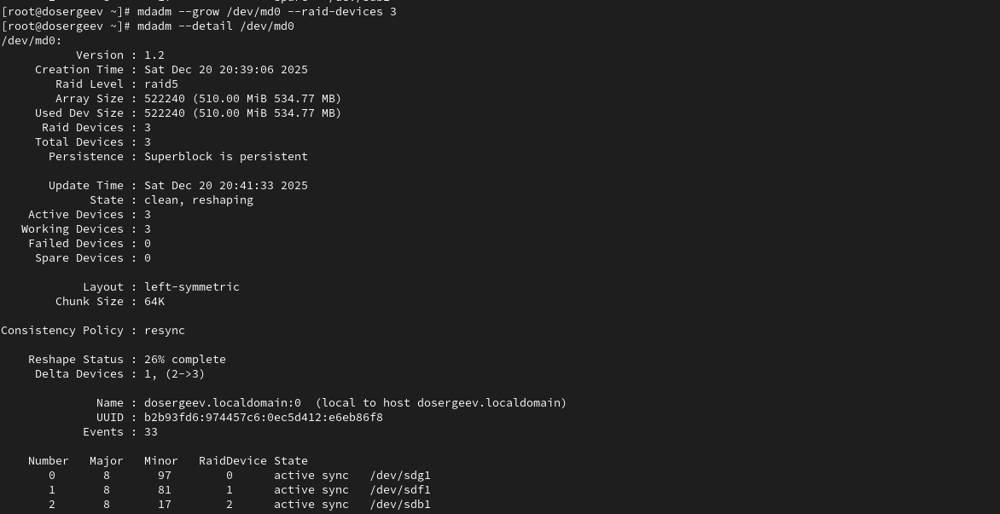 [root@dosergeev ~]# mdadm --grow /dev/md0 --raid-devices 3
[root@dosergeev ~]# mdadm --detail /dev/md0
/dev/md0:
           Version : 1.2
     Creation Time : Sat Dec 20 20:39:06 2025
        Raid Level : raid5
        Array Size : 522240 (510.00 MiB 534.77 MB)
     Used Dev Size : 522240 (510.00 MiB 534.77 MB)
      Raid Devices : 3
     Total Devices : 3
       Persistence : Superblock is persistent

       Update Time : Sat Dec 20 20:41:33 2025
             State : clean, reshaping
    Active Devices : 3
   Working Devices : 3
    Failed Devices : 0
     Spare Devices : 0

            Layout : left-symmetric
        Chunk Size : 64K

Consistency Policy : resync

    Reshape Status : 26% complete
     Delta Devices : 1, (2->3)

              Name : dosergeev.localdomain:0  (local to host dosergeev.localdomain)
              UUID : b2b93fd6:974457c6:0ec5d412:e6eb86f8
            Events : 33

    Number   Major   Minor   RaidDevice State
       0       8       97        0      active sync   /dev/sdg1
       1       8       81        1      active sync   /dev/sdf1
       2       8       17        2      active sync   /dev/sdb1